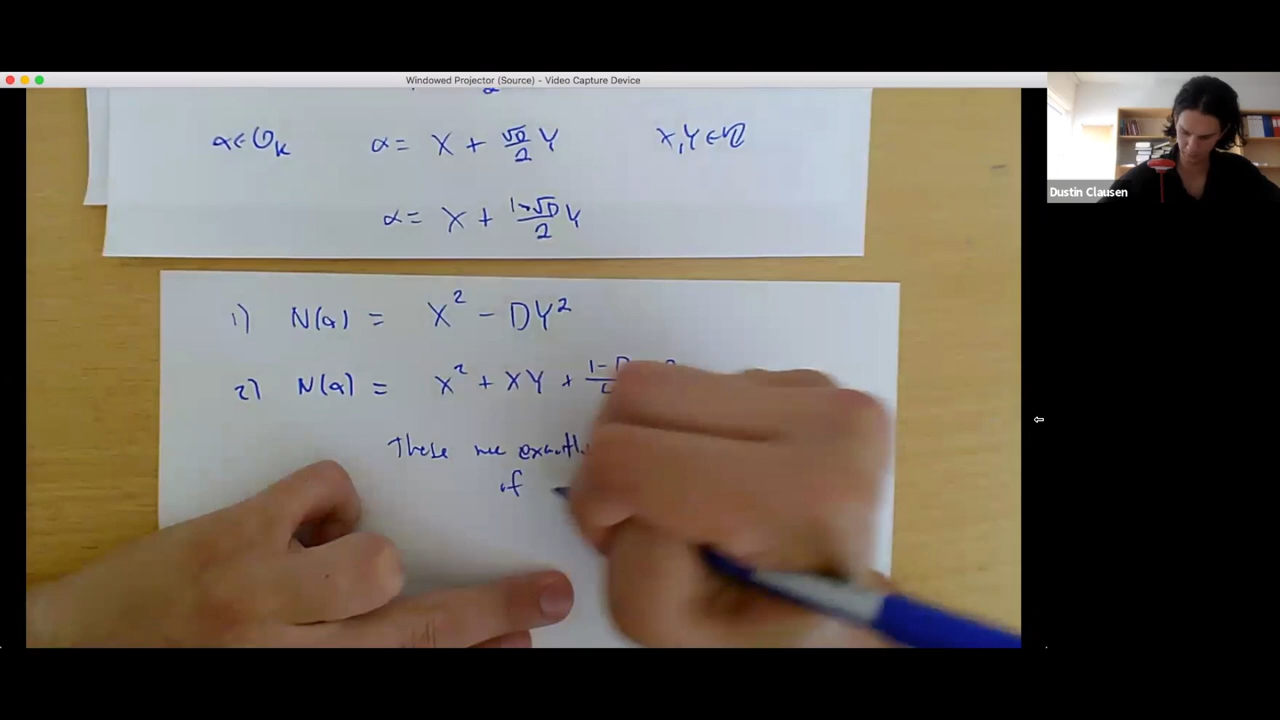 Windowed Projector (Source) - Video Capture Device
Dustin Clausen
α ∈ O_K α = X + √D/2 Y X, Y ∈ ℤ
α = X + (1+√D)/2 Y
1) N(α) = X² - DY²
2) N(α) = X² + XY + 1-D
These are exactly
of